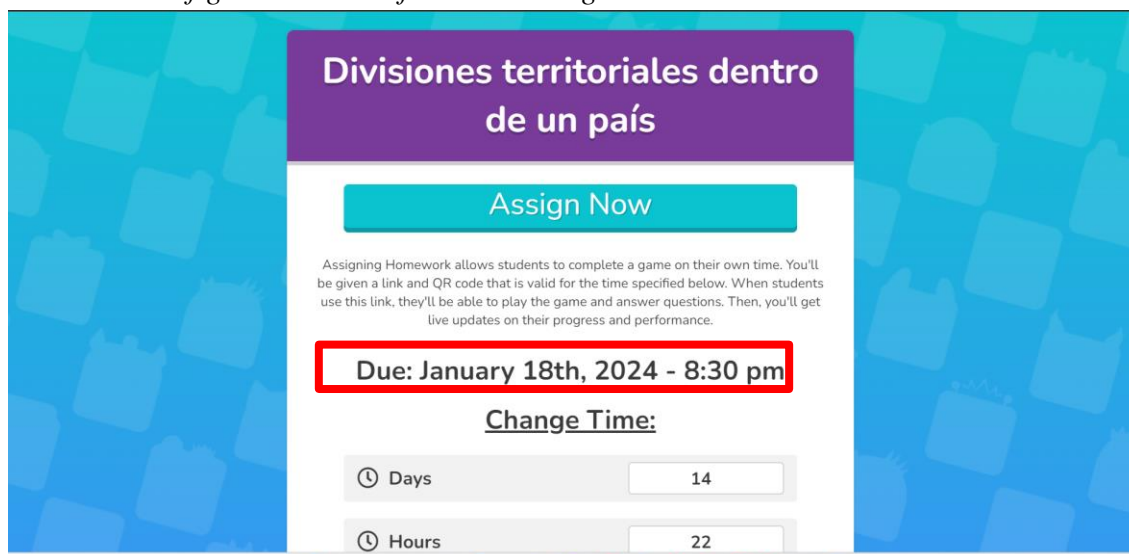 Divisiones territoriales dentro
de un país
Assign Now
Assigning Homework allows students to complete a game on their own time. You'll
be given a link and QR code that is valid for the time specified below. When students
use this link, they'll be able to play the game and answer questions. Then, you'll get
live updates on their progress and performance.
Due: January 18th, 2024 - 8:30 pm
Change Time:
Days 14
Hours 22